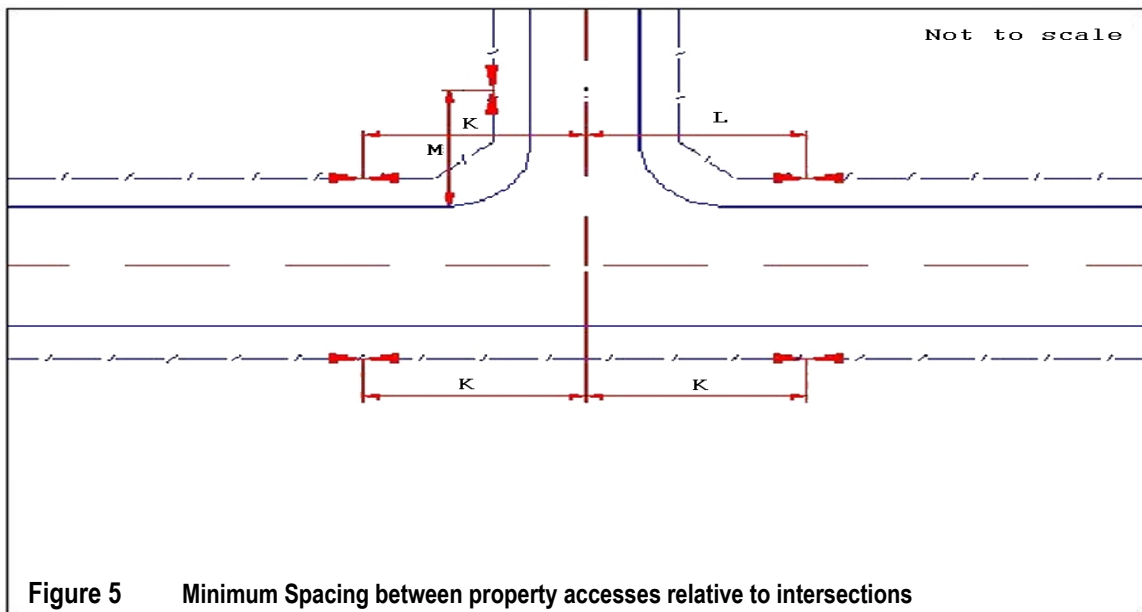 Not to scale
K
L
M
K
K
Figure 5 Minimum Spacing between property accesses relative to intersections